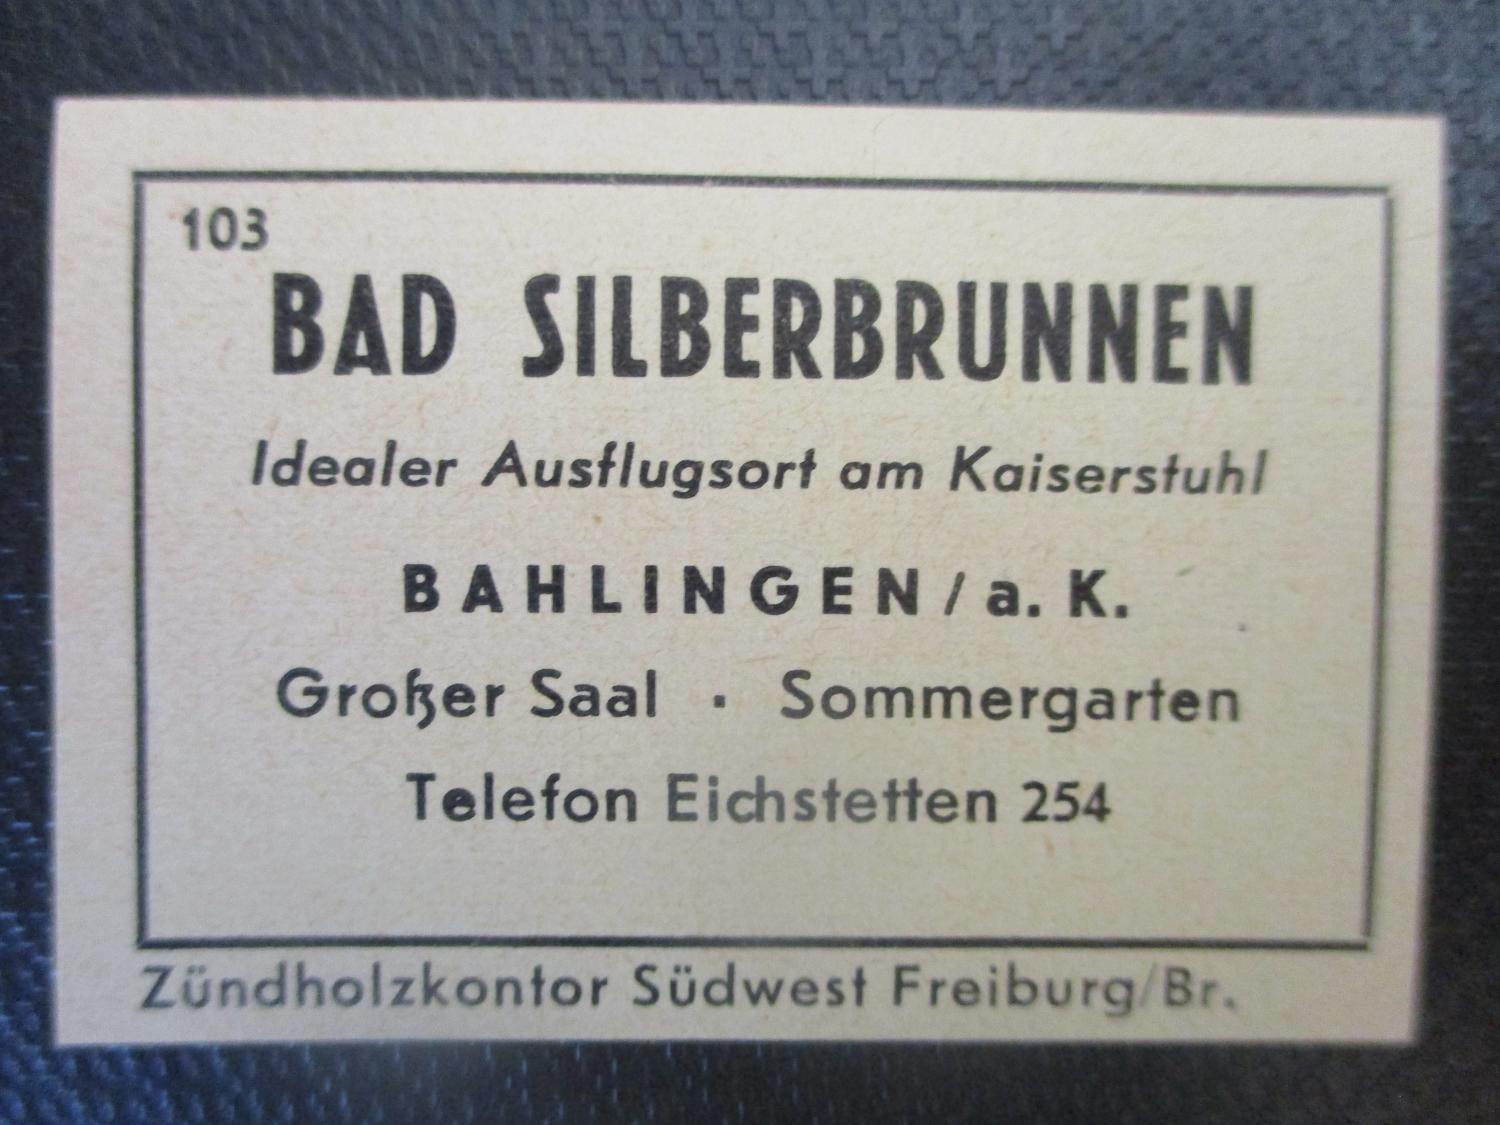 103
BAD SILBERBRUNNEN
Idealer Ausflugsort am Kaiserstuhl
BAHLINGEN / a. K.
Großer Saal · Sommergarten
Telefon Eichstetten 254
Zündholzkontor Südwest Freiburg/Br.